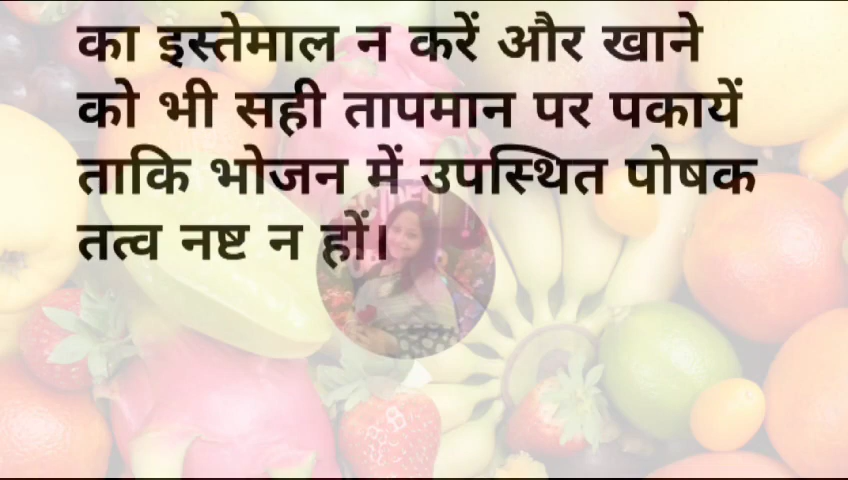 का इस्तेमाल न करें और खाने
को भी सही तापमान पर पकायें
ताकि भोजन में उपस्थित पोषक
तत्व नष्ट न हों।